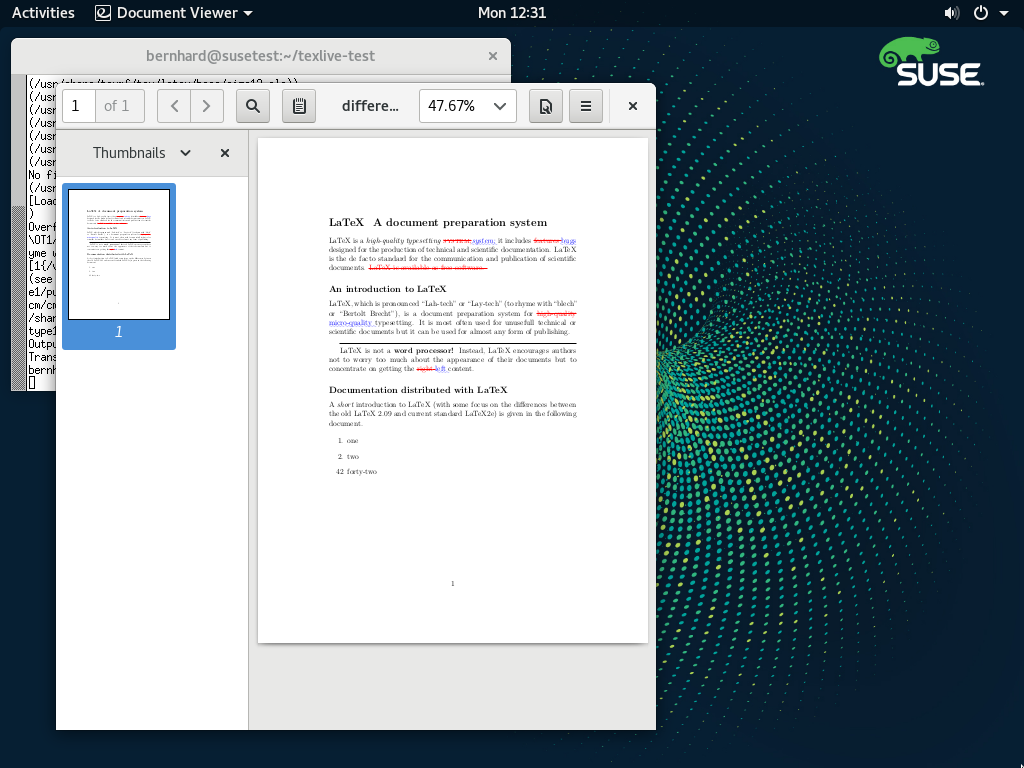 Activities
Document Viewer
Mon 12:31
SUSE
bernhard@susetest:~/texlive-test
(/usr/share/texmf/tex/latex/base/size12.clo))
(/usr
(/usr
(/usr
(/usr
(/usr
(/usr
No fi
(/usr
[Load
)
Overf
\OT1/
yme w
[1{/v
(see
e1/pu
cm/cm
/shar
type1
Outpu
Trans
bernh
1 of 1
differe...
47.67%
Thumbnails
1
LaTeX A document preparation system
LaTeX is a high-quality typesetting system; it includes features bugs
designed for the production of technical and scientific documentation. LaTeX
is the de facto standard for the communication and publication of scientific
documents. LaTeX is available as free software.
An introduction to LaTeX
LaTeX, which is pronounced “Lah-tech” or “Lay-tech” (to rhyme with “blech”
or “Bertolt Brecht”), is a document preparation system for high-quality
micro-quality typesetting. It is most often used for unusefull technical or
scientific documents but it can be used for almost any form of publishing.
LaTeX is not a word processor! Instead, LaTeX encourages authors
not to worry too much about the appearance of their documents but to
concentrate on getting the right left content.
Documentation distributed with LaTeX
A short introduction to LaTeX (with some focus on the differences between
the old LaTeX 2.09 and current standard LaTeX2e) is given in the following
document.
1. one
2. two
42 forty-two
1